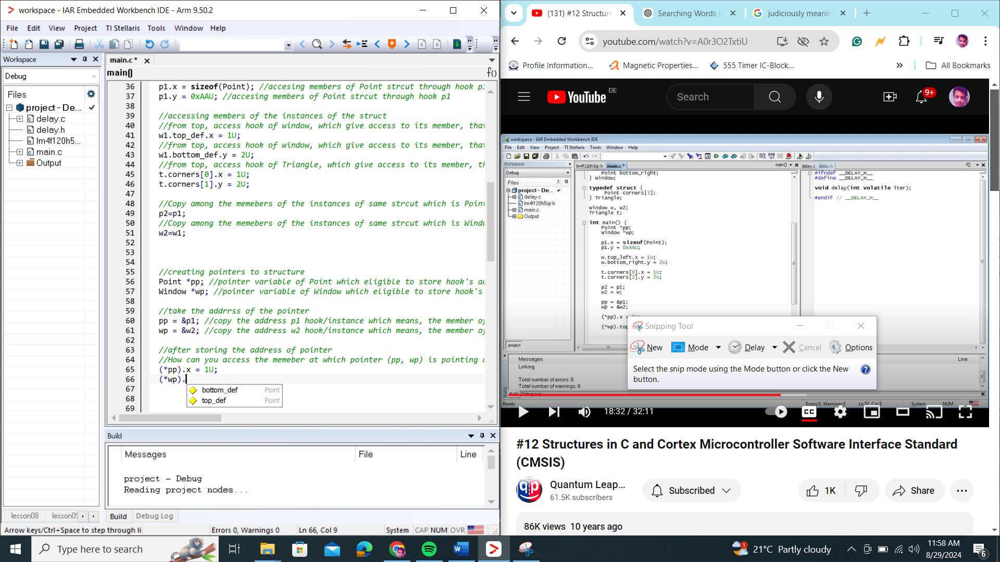 workspace - IAR Embedded Workbench IDE - Arm 9.50.2
File Edit View Project TI Stellaris Tools Window Help
Workspace
Debug
Files
project - De...
delay.c
delay.h
lm4f120h5...
main.c
Output
lesson08 lesson0
main.c *
main()
f()
36 p1.x = sizeof(Point); //accesing members of Point strcut through hook p
37 p1.y = 0xAAU; //accesing members of Point strcut through hook p1
38
39 //accessing members of the instances of the struct
40 //from top, access hook of window, which give access to its member, tha
41 w1.top_def.x = 1U;
42 //from top, access hook of window, which give access to its member, tha
43 w1.bottom_def.y = 2U;
44 //from top, access hook of Triangle, which give access to its member, t
45 t.corners[0].x = 1U;
46 t.corners[1].y = 2U;
47
48 //Copy among the memebers of the instances of same strcut which is Poin
49 p2=p1;
50 //Copy among the memebers of the instances of same strcut which is Wind
51 w2=w1;
52
53
54
55 //creating pointers to structure
56 Point *pp; //pointer variable of Point which eligible to store hook's a
57 Window *wp; //pointer variable of Window which eligible to store hook's
58
59 //take the addrrss of the pointer
60 pp = &p1; //copy the address p1 hook/instance which means, the member o
61 wp = &w2; //copy the address w2 hook/instance which means, the member o
62
63 //after storing the address of pointer
64 //How can you access the memeber at which pointer (pp, wp) is pointing
65 (*pp).x = 1U;
66 (*wp).
67
68
69
bottom_def Point
top_def Point
Build
Messages File Line
project - Debug
Reading project nodes...
Build Debug Log
Arrow keys/Ctrl+Space to step through li Errors 0, Warnings 0 Ln 66, Col 9 System CAP NUM OVR
(131) #12 Structure
Searching Words i
judiciously meanin
youtube.com/watch?v=A0r3O2TxtiU
Profile Information...
Magnetic Properties...
555 Timer IC-Block...
All Bookmarks
YouTube DE
Search
9+
workspace - IAR Embedded Workbench IDE
File Edit View Project TI Stellaris Tools Window Help
Workspace
Debug
Files
project - De...
delay.c
lm4f120h5qr.h
main.c
Output
project
lm4f120h5qr.h main.c * main() delay.c delay.h f()
Point bottom_right;
} Window;
typedef struct {
Point corners[3];
} Triangle;
Window w, w2;
Triangle t;
int main() {
Point *pp;
Window *wp;
p1.x = sizeof(Point);
p1.y = 0xAAU;
w.top_left.x = 1U;
w.bottom_right.y = 2U;
t.corners[0].x = 1U;
t.corners[2].y = 2U;
p2 = p1;
w2 = w;
pp = &p1;
wp = &w2;
(*pp).x =
(*wp).top
#ifndef __DELAY_H__
#define __DELAY_H__
void delay(int volatile iter);
#endif // __DELAY_H__
Messages Line
Linking
Total number of errors: 0
Total number of warnings: 0
Build Debug Log
Ready Errors 0, Warnings 0 Ln 52, Col 5 System NUM
Snipping Tool
New Mode Delay Cancel Options
Select the snip mode using the Mode button or click the New
button.
18:32 / 32:11
CC
#12 Structures in C and Cortex Microcontroller Software Interface Standard
(CMSIS)
qp
Quantum Leap...
61.5K subscribers
Subscribed
1K
Share
86K views 10 years ago
Type here to search
1
21°C Partly cloudy
11:58 AM
8/29/2024
6